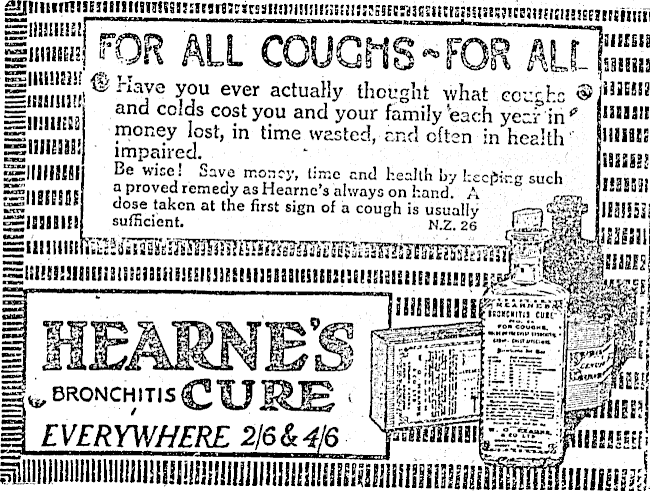 FOR ALL COUGHS ~ FOR ALL
Have you ever actually thought what coughs
and colds cost you and your family each year in
money lost, in time wasted, and often in health
impaired.
Be wise! Save money, time and health by keeping such
a proved remedy as Hearne's always on hand. A
dose taken at the first sign of a cough is usually
sufficient. N.Z. 26
HEARNE'S
BRONCHITIS CURE
EVERYWHERE 2/6 & 4/6
HEARNE'S
BRONCHITIS CURE
FOR COUGHS,